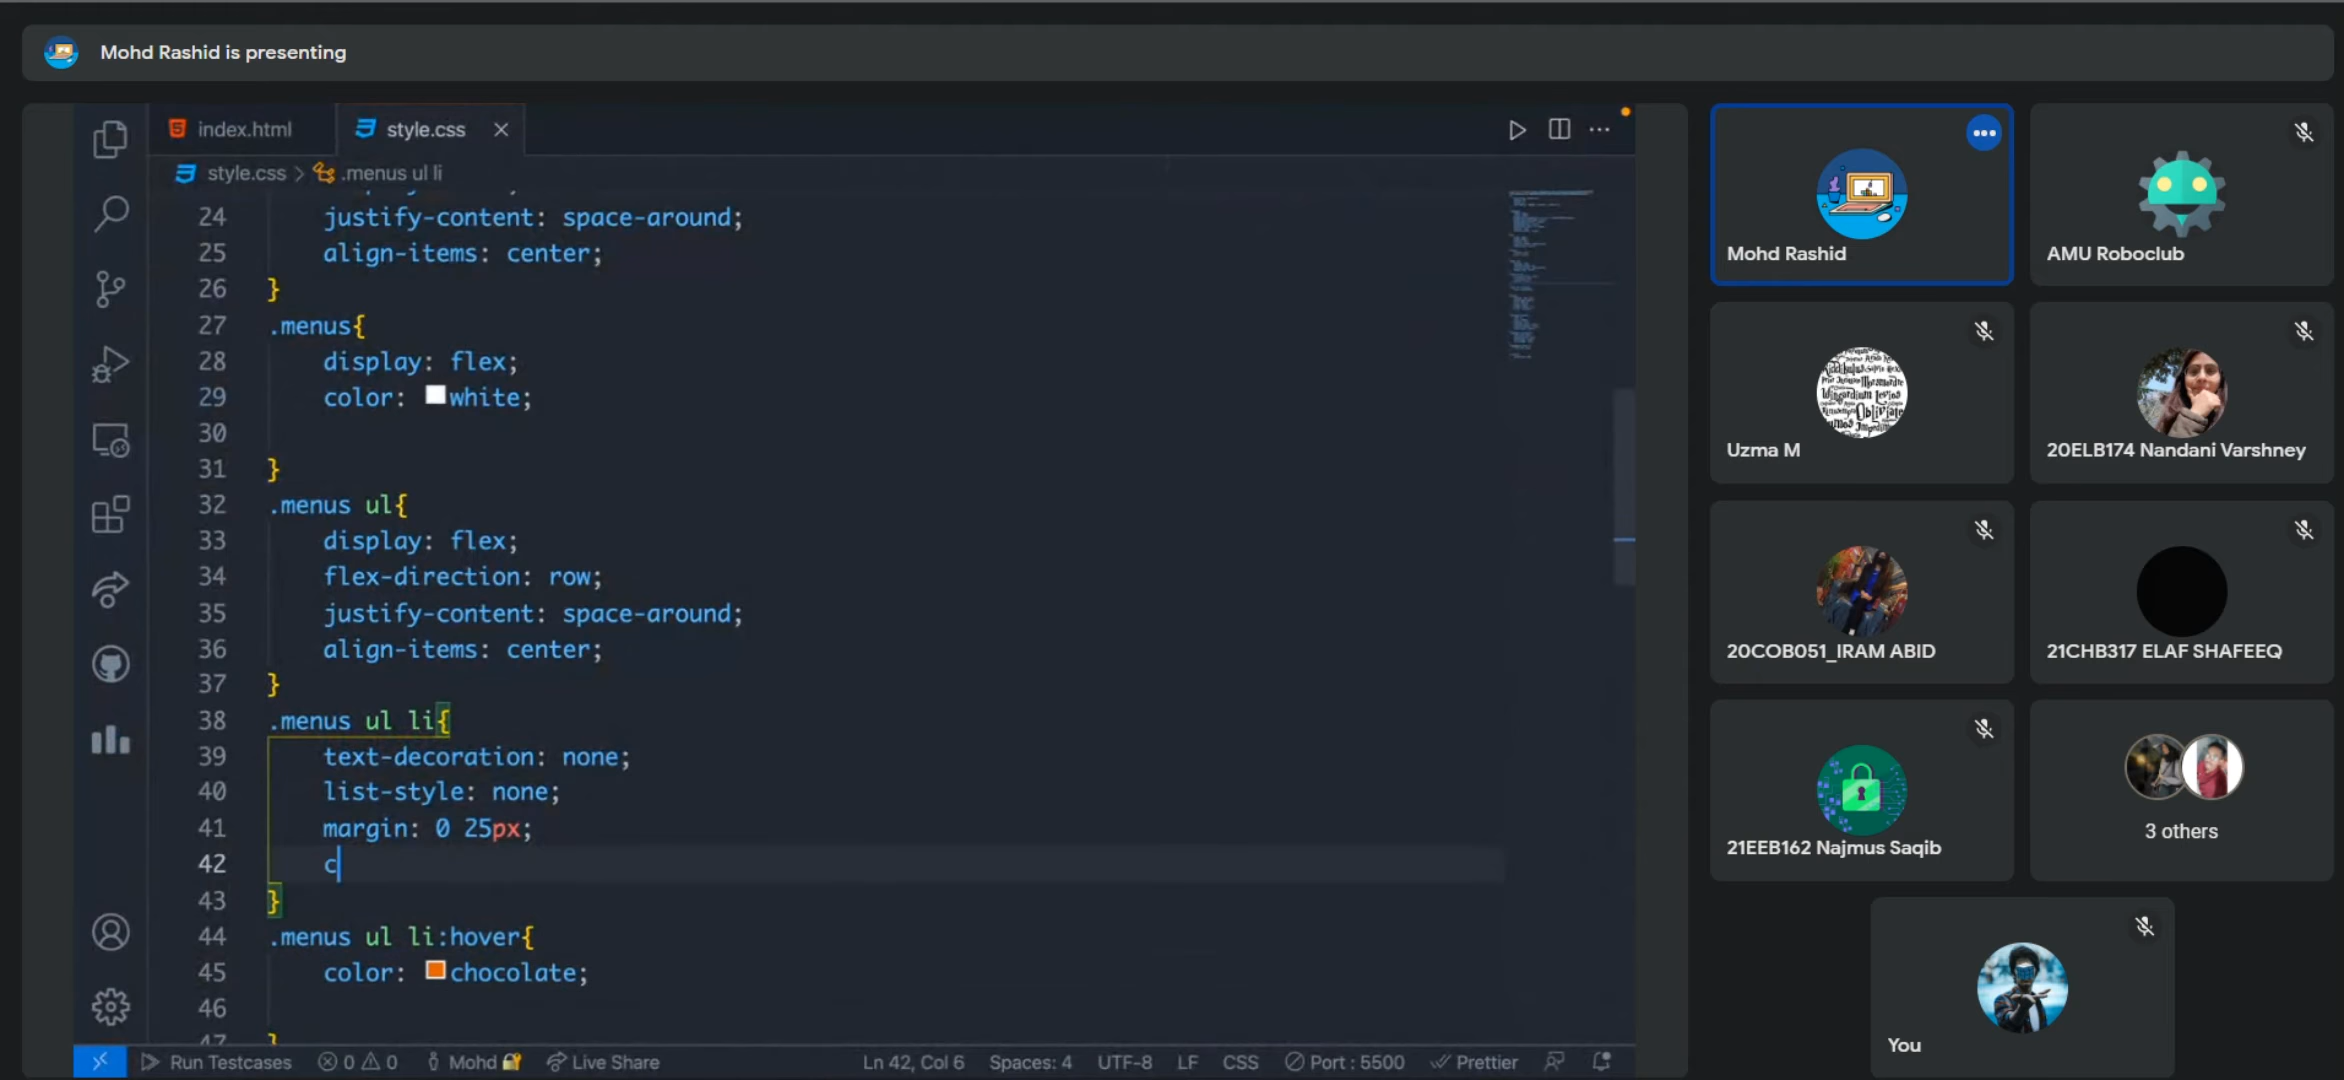 Mohd Rashid is presenting
index.html
style.css
style.css > .menus ul li
24 justify-content: space-around;
25 align-items: center;
26 }
27 .menus{
28 display: flex;
29 color: white;
30
31 }
32 .menus ul{
33 display: flex;
34 flex-direction: row;
35 justify-content: space-around;
36 align-items: center;
37 }
38 .menus ul li{
39 text-decoration: none;
40 list-style: none;
41 margin: 0 25px;
42 c
43 }
44 .menus ul li:hover{
45 color: chocolate;
46
47 }
Run Testcases 0 0 Mohd Live Share Ln 42, Col 6 Spaces: 4 UTF-8 LF CSS Port : 5500 Prettier
Mohd Rashid
AMU Roboclub
Uzma M
20ELB174 Nandani Varshney
20COB051_IRAM ABID
21CHB317 ELAF SHAFEEQ
21EEB162 Najmus Saqib
3 others
You